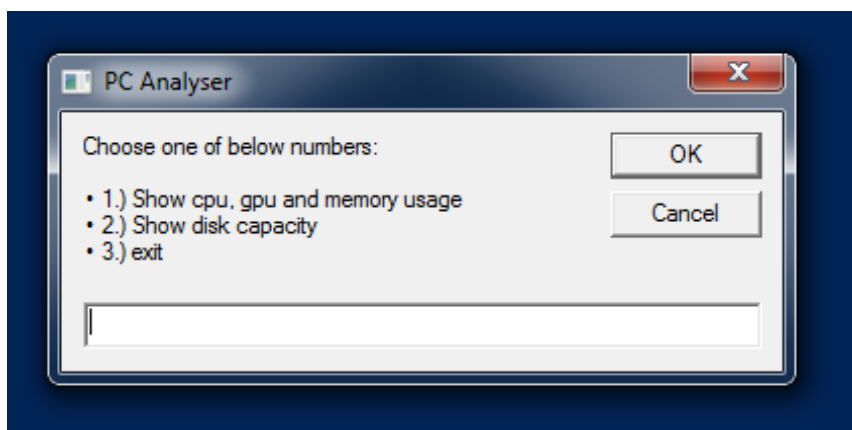 PC Analyser
Choose one of below numbers:
OK
• 1.) Show cpu, gpu and memory usage
• 2.) Show disk capacity
• 3.) exit
Cancel